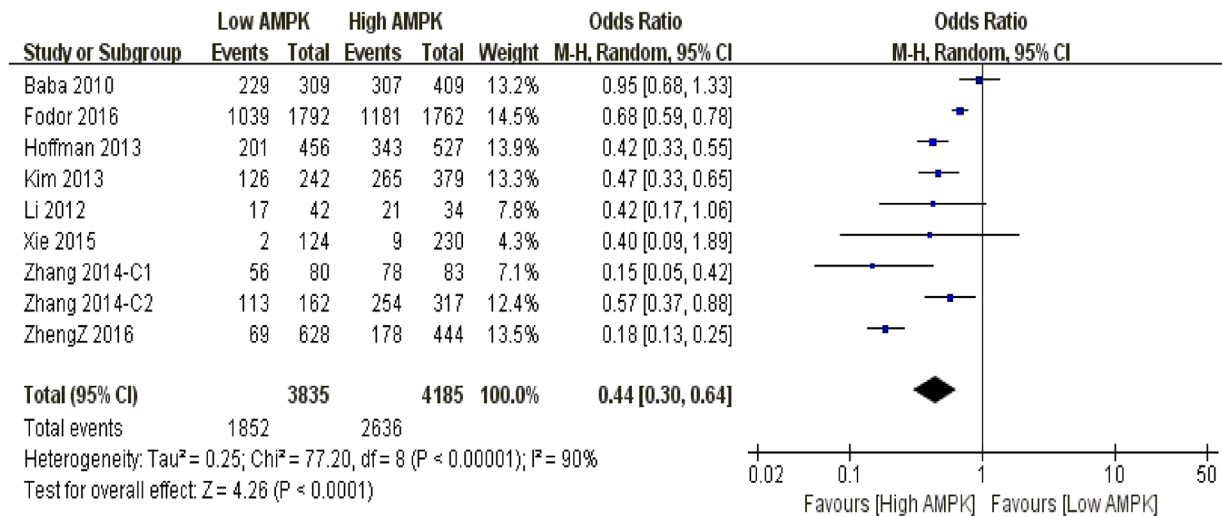 Low AMPK High AMPK Odds Ratio Odds Ratio
Study or Subgroup Events Total Events Total Weight M-H, Random, 95% CI M-H, Random, 95% CI
Baba 2010 229 309 307 409 13.2% 0.95 [0.68, 1.33]
Fodor 2016 1039 1792 1181 1762 14.5% 0.68 [0.59, 0.78]
Hoffman 2013 201 456 343 527 13.9% 0.42 [0.33, 0.55]
Kim 2013 126 242 265 379 13.3% 0.47 [0.33, 0.65]
Li 2012 17 42 21 34 7.8% 0.42 [0.17, 1.06]
Xie 2015 2 124 9 230 4.3% 0.40 [0.09, 1.89]
Zhang 2014-C1 56 80 78 83 7.1% 0.15 [0.05, 0.42]
Zhang 2014-C2 113 162 254 317 12.4% 0.57 [0.37, 0.88]
ZhengZ 2016 69 628 178 444 13.5% 0.18 [0.13, 0.25]
Total (95% CI) 3835 4185 100.0% 0.44 [0.30, 0.64]
Total events 1852 2636
Heterogeneity: Tau² = 0.25; Chi² = 77.20, df = 8 (P < 0.00001); I² = 90%
Test for overall effect: Z = 4.26 (P < 0.0001)
0.02 0.1 1 10 50
Favours [High AMPK] Favours [Low AMPK]